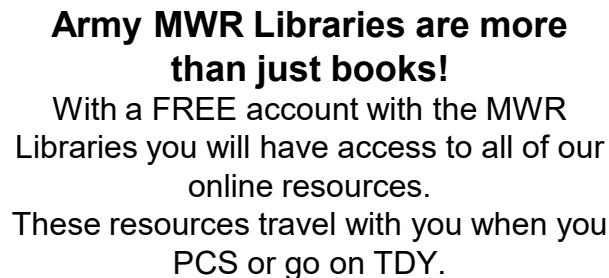 Army MWR Libraries are more
than just books!
With a FREE account with the MWR
Libraries you will have access to all of our
online resources.
These resources travel with you when you
PCS or go on TDY.